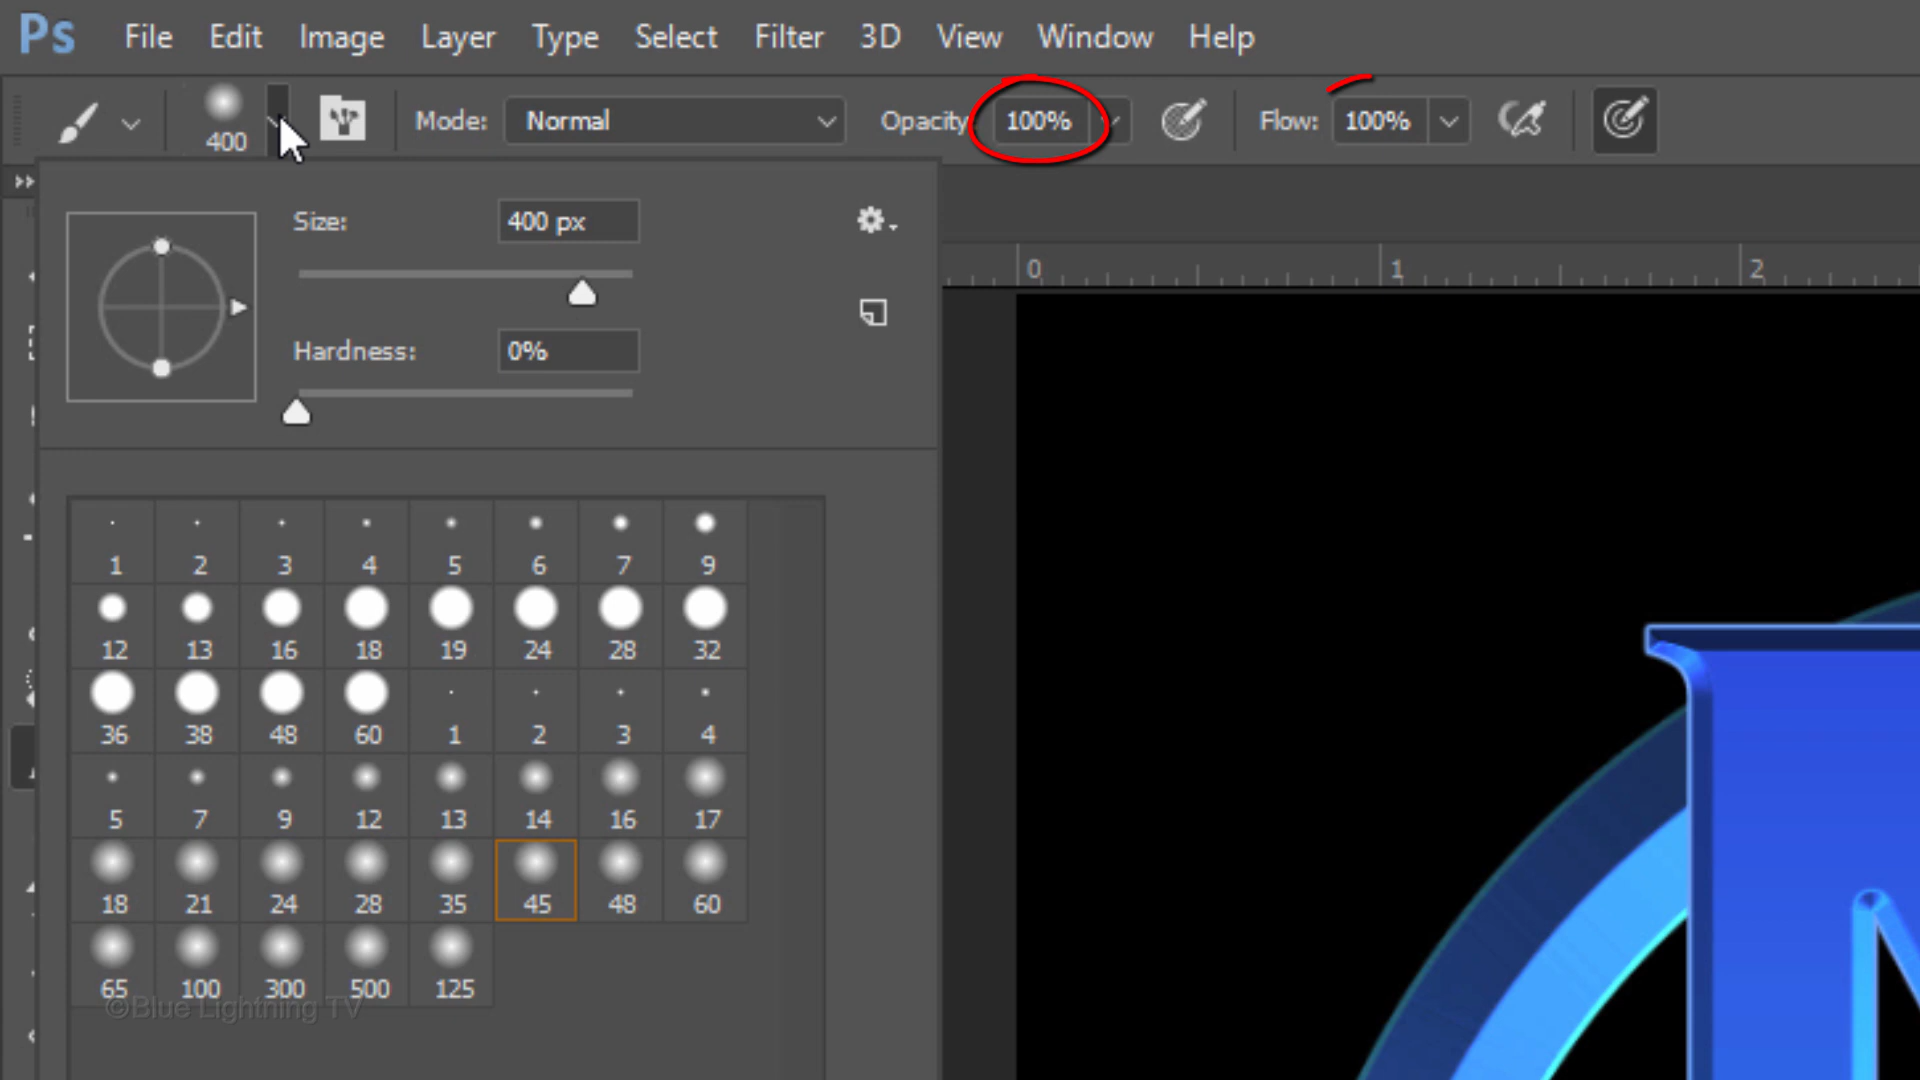 Ps File Edit Image Layer Type Select Filter 3D View Window Help
400 Mode: Normal Opacity 100% Flow: 100%
Size: 400 px
0 1 2
Hardness: 0%
1 2 3 4 5 6 7 9
12 13 16 18 19 24 28 32
36 38 48 60 1 2 3 4
5 7 9 12 13 14 16 17
18 21 24 28 35 45 48 60
65 100 300 500 125
©Blue Lightning TV